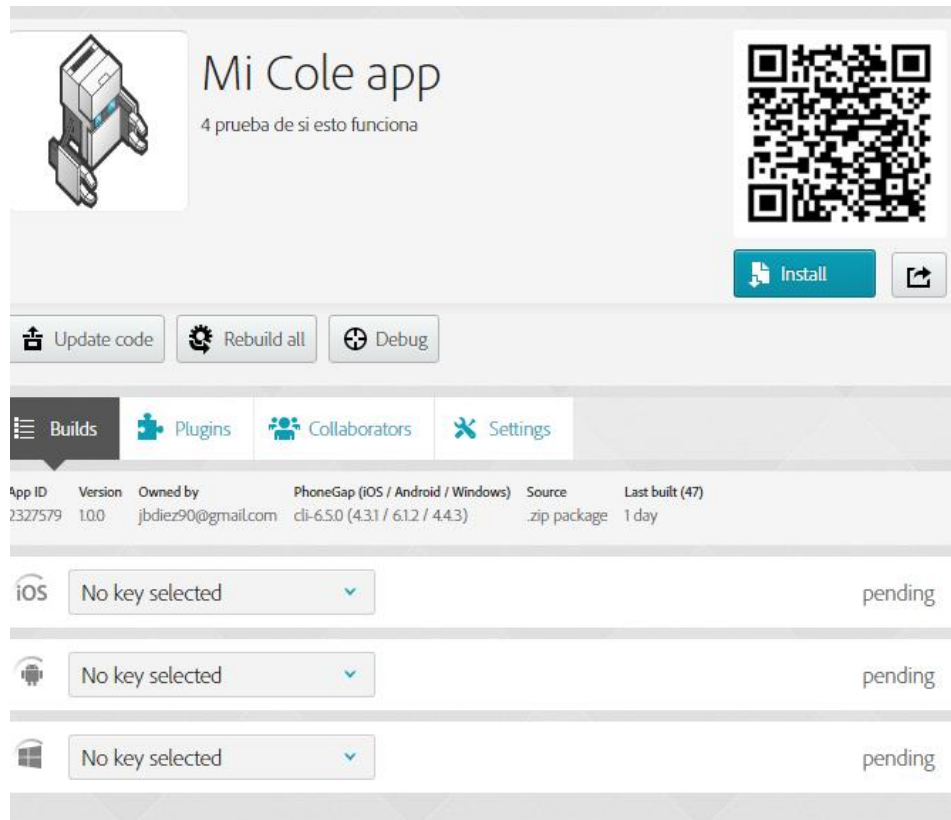 Mi Cole app
4 prueba de si esto funciona
Install
Update code
Rebuild all
Debug
Builds
Plugins
Collaborators
Settings
App ID Version Owned by PhoneGap (iOS / Android / Windows) Source Last built (47)
2327579 1.0.0 jbdiez90@gmail.com cli-6.5.0 (4.3.1 / 6.1.2 / 4.4.3) .zip package 1 day
iOS No key selected pending
No key selected pending
No key selected pending